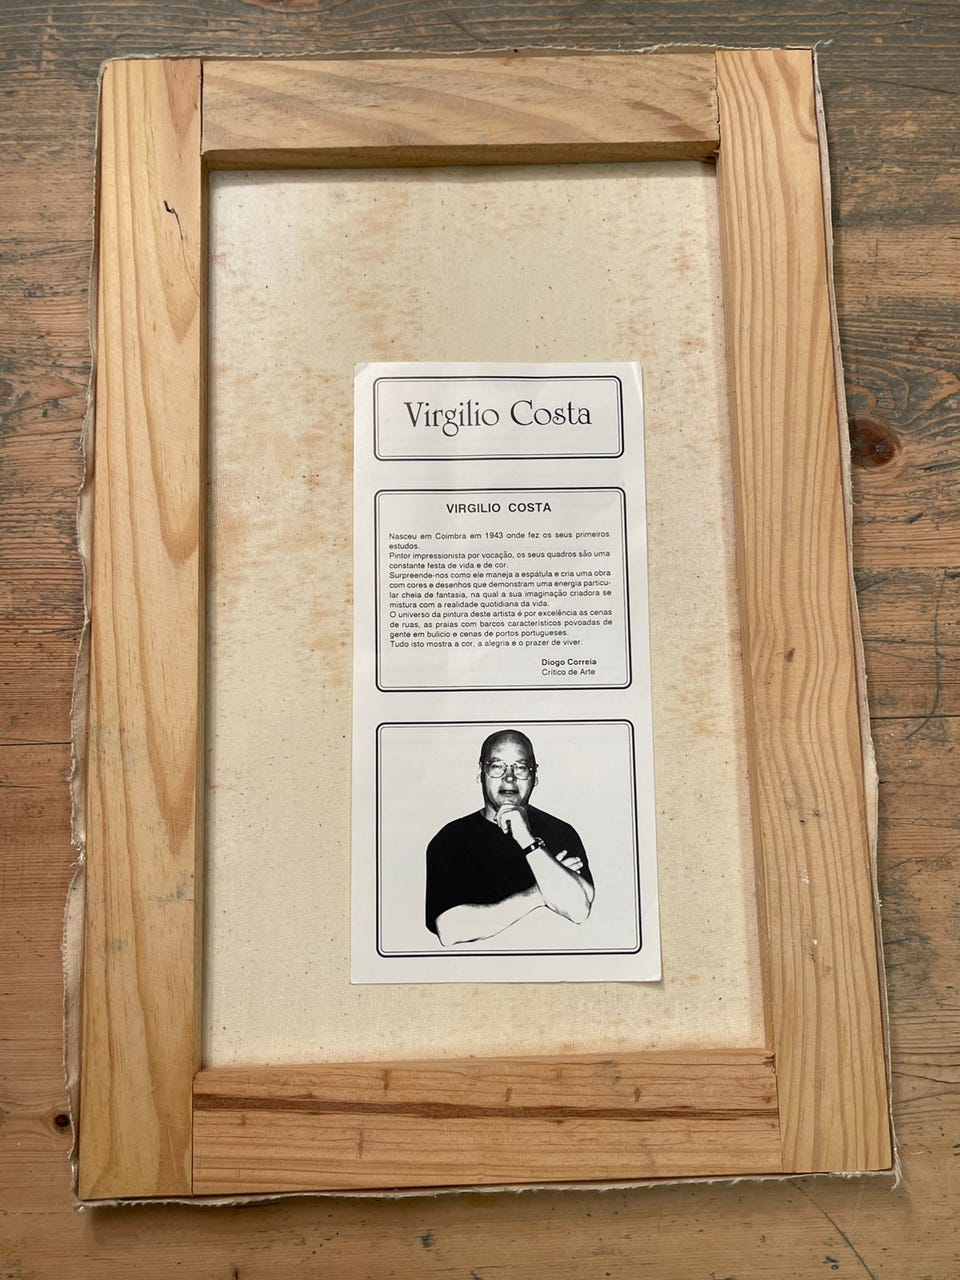 Virgilio Costa
VIRGILIO COSTA
Nasceu em Coimbra em 1943 onde fez os seus primeiros
estudos.
Pintor impressionista por vocação, os seus quadros são uma
constante festa de vida e de cor.
Surpreende-nos como ele maneja a espátula e cria uma obra
com cores e desenhos que demonstram uma energia particu-
lar cheia de fantasia, na qual a sua imaginação criadora se
mistura com a realidade quotidiana da vida.
O universo da pintura deste artista é por excelência as cenas
de ruas, as praias com barcos característicos povoadas de
gente em bulicio e cenas de portos portugueses.
Tudo isto mostra a cor, a alegria e o prazer de viver.
Diogo Correia
Crítico de Arte